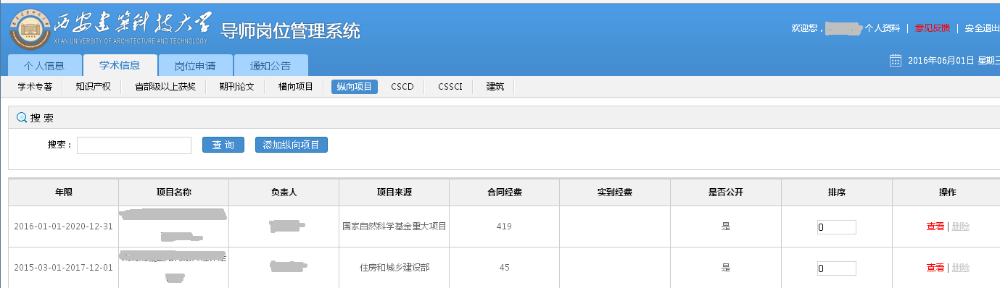 西安建筑科技大学 导师岗位管理系统
XI'AN UNIVERSITY OF ARCHITECTURE AND TECHNOLOGY
欢迎您， 个人资料 | 意见反馈 | 安全退出
个人信息 学术信息 岗位申请 通知公告
2016年06月01日 星期三
学术专著 知识产权 省部级以上获奖 期刊论文 横向项目 纵向项目 CSCD CSSCI 建筑
搜 索
搜索： 查 询 添加纵向项目
年限 项目名称 负责人 项目来源 合同经费 实到经费 是否公开 排序 操作
2016-01-01-2020-12-31 国家自然科学基金重大项目 419 是 0 查看 | 删除
2015-03-01-2017-12-01 住房和城乡建设部 45 是 0 查看 | 删除